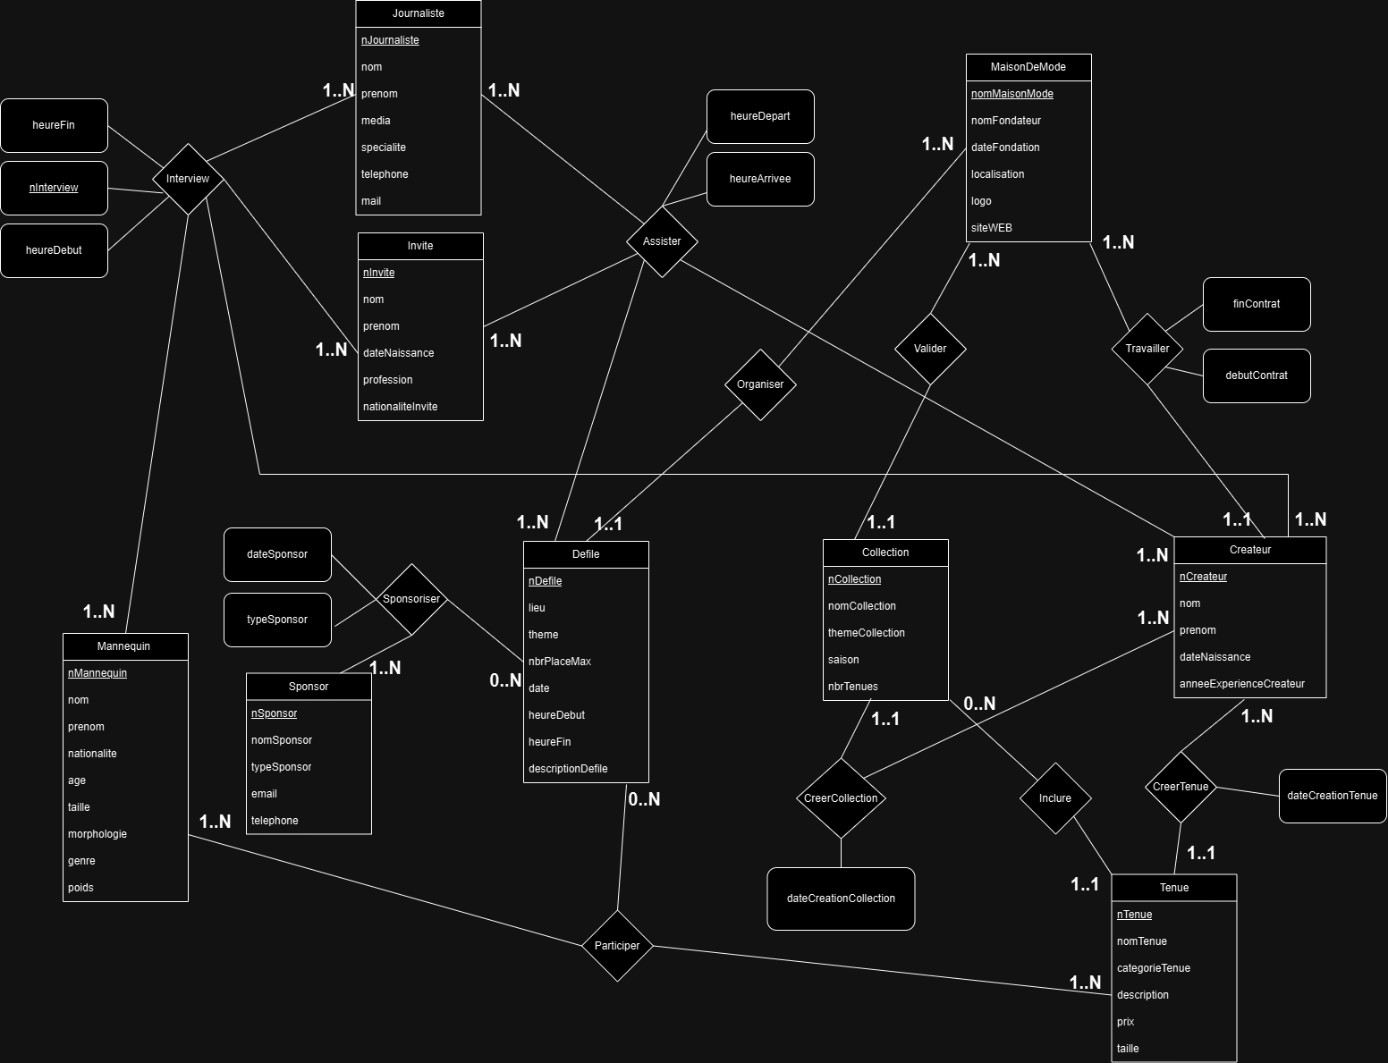 Journaliste
nJournaliste
nom
prenom
media
specialite
telephone
mail
1..N
1..N
heureFin
nInterview
heureDebut
Interview
Invite
nInvite
nom
prenom
dateNaissance
profession
nationaliteInvite
1..N
1..N
heureDepart
heureArrivee
Assister
MaisonDeMode
nomMaisonMode
nomFondateur
dateFondation
localisation
logo
siteWEB
1..N
1..N
1..N
Organiser
Valider
Travailler
finContrat
debutContrat
1..N
1..1
1..1
1..1
1..N
1..N
1..N
dateSponsor
typeSponsor
Sponsoriser
1..N
0..N
1..N
Mannequin
nMannequin
nom
prenom
nationalite
age
taille
morphologie
genre
poids
1..N
Sponsor
nSponsor
nomSponsor
typeSponsor
email
telephone
Defile
nDefile
lieu
theme
nbrPlaceMax
date
heureDebut
heureFin
descriptionDefile
0..N
Collection
nCollection
nomCollection
themeCollection
saison
nbrTenues
1..1
0..N
Createur
nCreateur
nom
prenom
dateNaissance
anneeExperienceCreateur
1..N
CreerCollection
dateCreationCollection
Inclure
CreerTenue
dateCreationTenue
1..1
1..1
Participer
1..N
Tenue
nTenue
nomTenue
categorieTenue
description
prix
taille